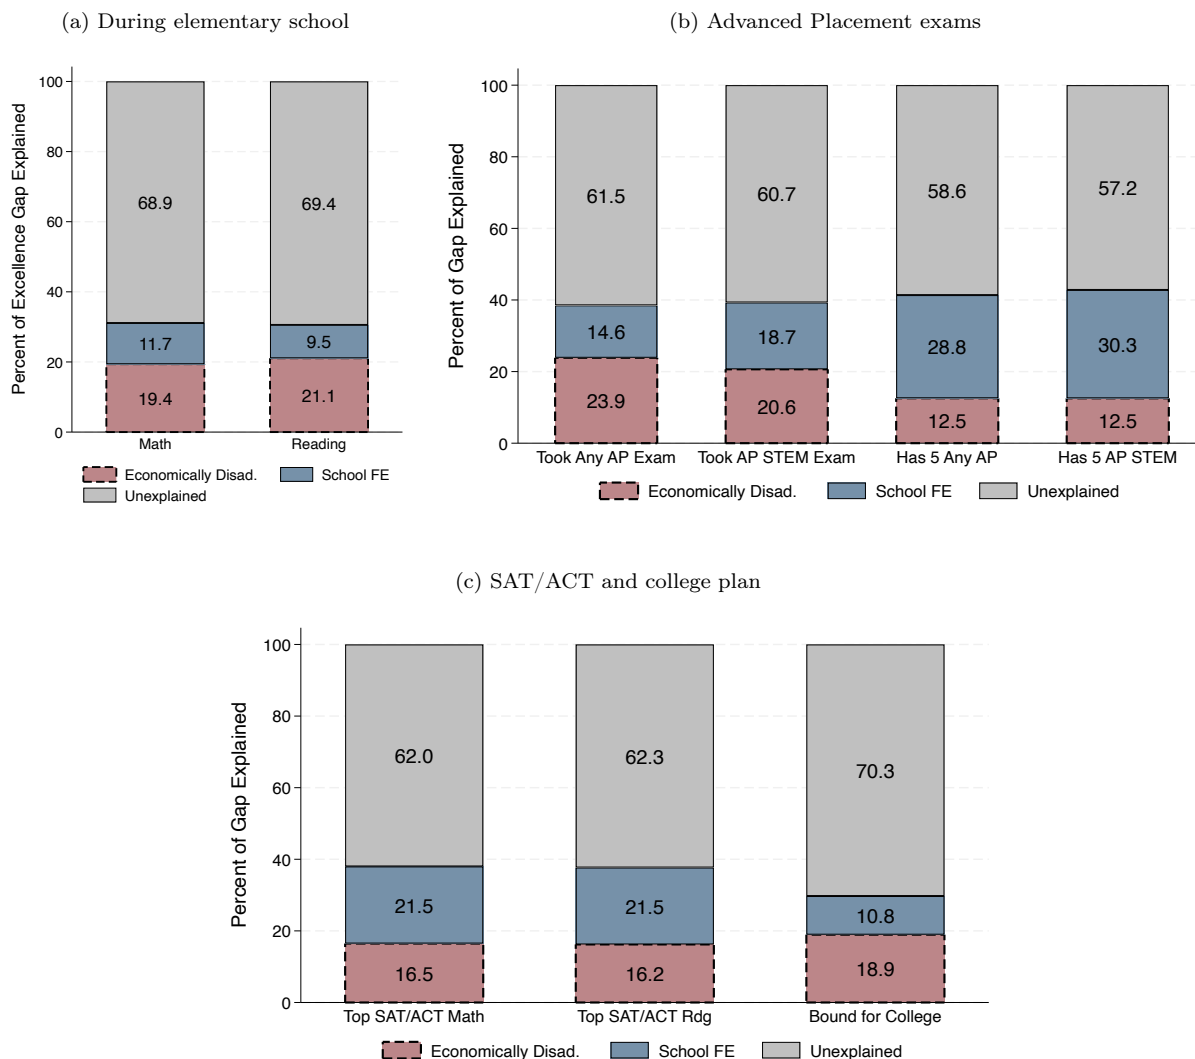 (a) During elementary school
Percent of Excellence Gap Explained
100
80
60
40
20
0
68.9
69.4
11.7
9.5
19.4
21.1
Math
Reading
Economically Disad.
School FE
Unexplained
(b) Advanced Placement exams
Percent of Gap Explained
100
80
60
40
20
0
61.5
60.7
58.6
57.2
14.6
18.7
28.8
30.3
23.9
20.6
12.5
12.5
Took Any AP Exam
Took AP STEM Exam
Has 5 Any AP
Has 5 AP STEM
Economically Disad.
School FE
Unexplained
(c) SAT/ACT and college plan
Percent of Gap Explained
100
80
60
40
20
0
62.0
62.3
70.3
21.5
21.5
10.8
16.5
16.2
18.9
Top SAT/ACT Math
Top SAT/ACT Rdg
Bound for College
Economically Disad.
School FE
Unexplained